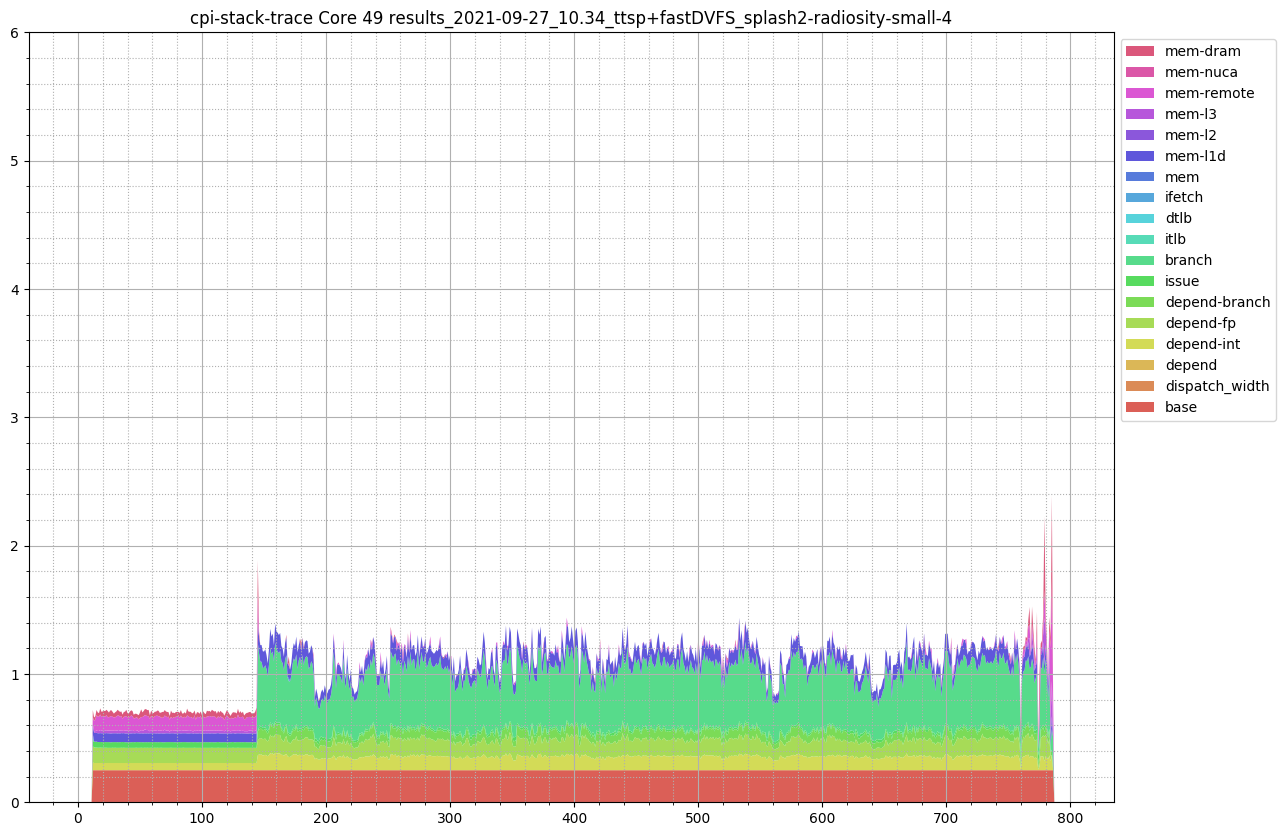 cpi-stack-trace Core 49 results_2021-09-27_10.34_ttsp+fastDVFS_splash2-radiosity-small-4
6
5
4
3
2
1
0
0 100 200 300 400 500 600 700 800
mem-dram
mem-nuca
mem-remote
mem-l3
mem-l2
mem-l1d
mem
ifetch
dtlb
itlb
branch
issue
depend-branch
depend-fp
depend-int
depend
dispatch_width
base